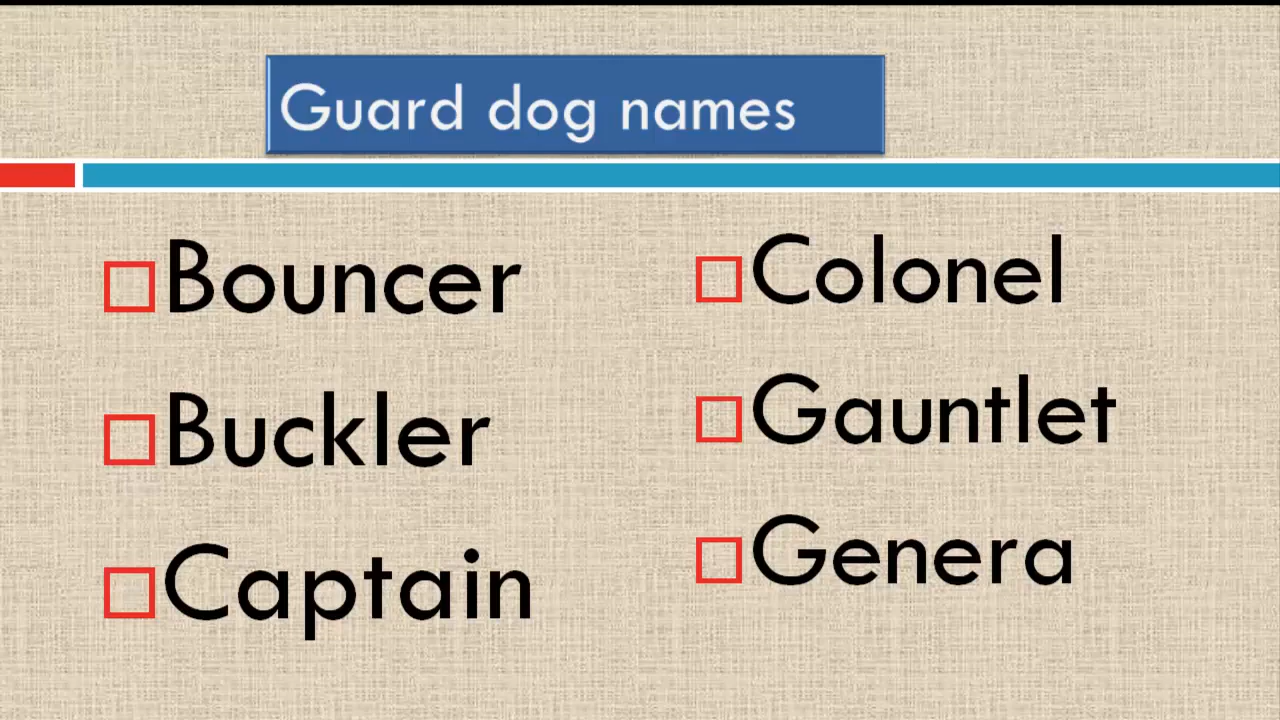 Guard dog names
Bouncer
Buckler
Captain
Colonel
Gauntlet
Genera